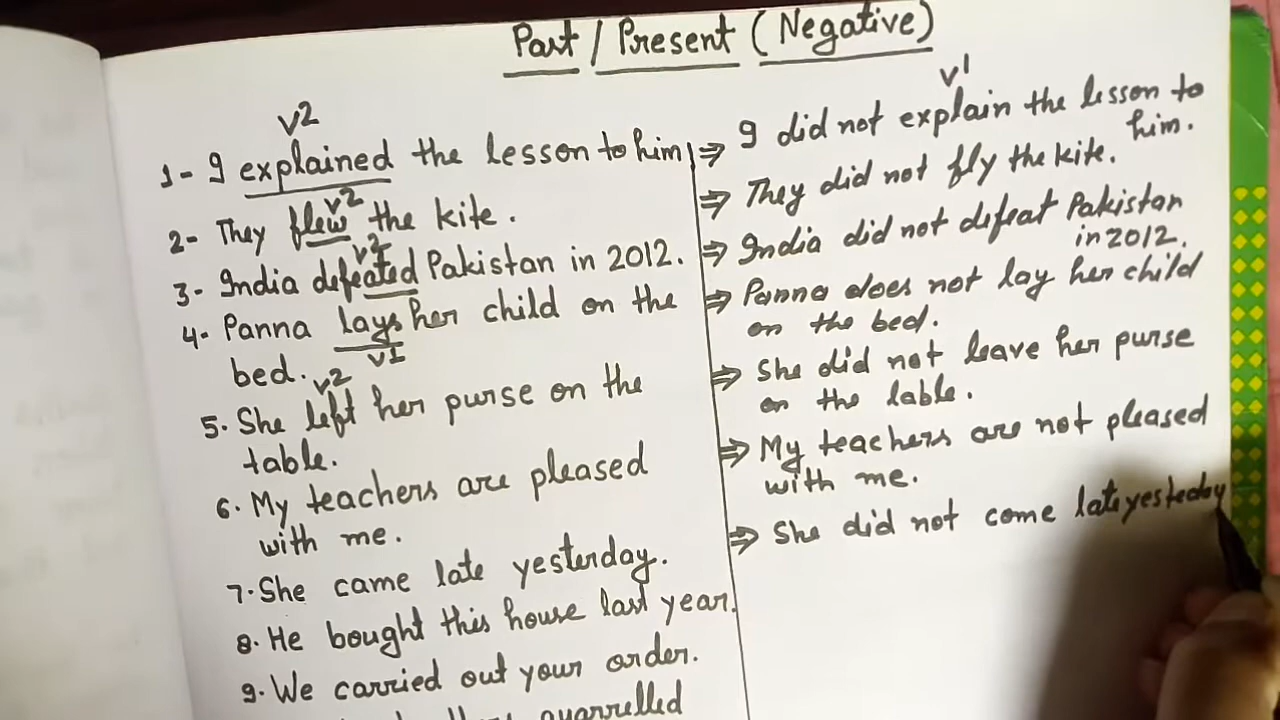 Past / Present (Negative)
v2
1- I explained the lesson to him
v2
2- They flew the kite.
v2
3- India defeated Pakistan in 2012.
4- Panna lays her child on the
v1
bed.
v2
5. She left her purse on the
table.
6. My teachers are pleased
with me.
7. She came late yesterday.
8. He bought this house last year.
9. We carried out your order.
quarrelled
v1
⇒ I did not explain the lesson to
him.
⇒ They did not fly the kite.
⇒ India did not defeat Pakistan
in 2012.
⇒ Panna does not lay her child
on the bed.
⇒ She did not leave her purse
on the lable.
⇒ My teachers are not pleased
with me.
⇒ She did not come late yesteday